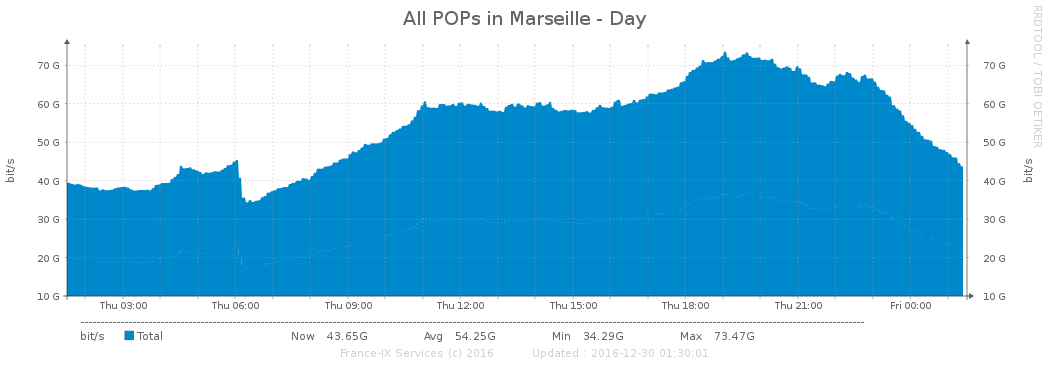 All POPs in Marseille - Day
RRDTOOL / TOBI OETIKER
bit/s
70 G 70 G
60 G 60 G
50 G 50 G
40 G 40 G
30 G 30 G
20 G 20 G
10 G 10 G
bit/s
Thu 03:00 Thu 06:00 Thu 09:00 Thu 12:00 Thu 15:00 Thu 18:00 Thu 21:00 Fri 00:00
bit/s Total Now 43.65G Avg 54.25G Min 34.29G Max 73.47G
France-IX Services (c) 2016 Updated : 2016-12-30 01:30:01